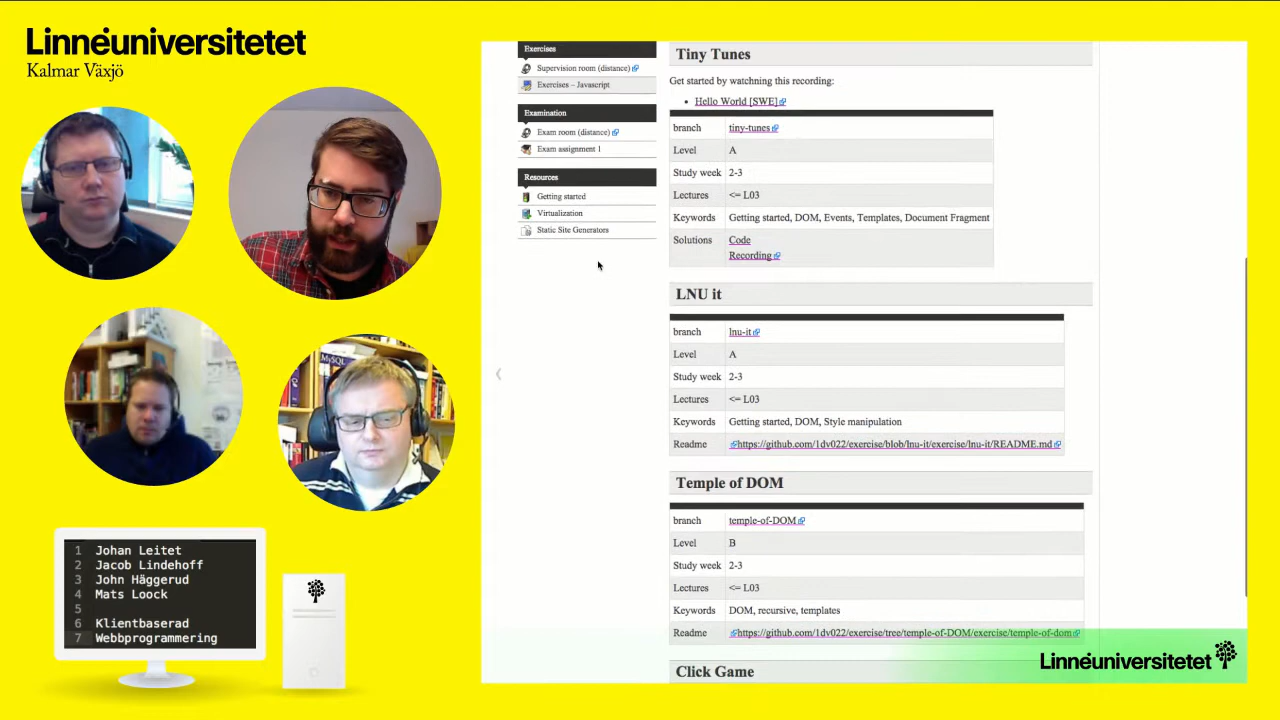 Linnéuniversitetet
Kalmar Växjö
MySQL
1 Johan Leitet
2 Jacob Lindehoff
3 John Häggerud
4 Mats Loock
5
6 Klientbaserad
7 Webbprogrammering
Exercises
Supervision room (distance)
Exercises – Javascript
Examination
Exam room (distance)
Exam assignment 1
Resources
Getting started
Virtualization
Static Site Generators
Tiny Tunes
Get started by watching this recording:
• Hello World [SWE]
branch tiny-tunes
Level A
Study week 2-3
Lectures <= L03
Keywords Getting started, DOM, Events, Templates, Document Fragment
Solutions Code
Recording
LNU it
branch lnu-it
Level A
Study week 2-3
Lectures <= L03
Keywords Getting started, DOM, Style manipulation
Readme https://github.com/1dv022/exercise/blob/lnu-it/exercise/lnu-it/README.md
Temple of DOM
branch temple-of-DOM
Level B
Study week 2-3
Lectures <= L03
Keywords DOM, recursive, templates
Readme https://github.com/1dv022/exercise/tree/temple-of-DOM/exercise/temple-of-dom
Click Game
Linnéuniversitetet